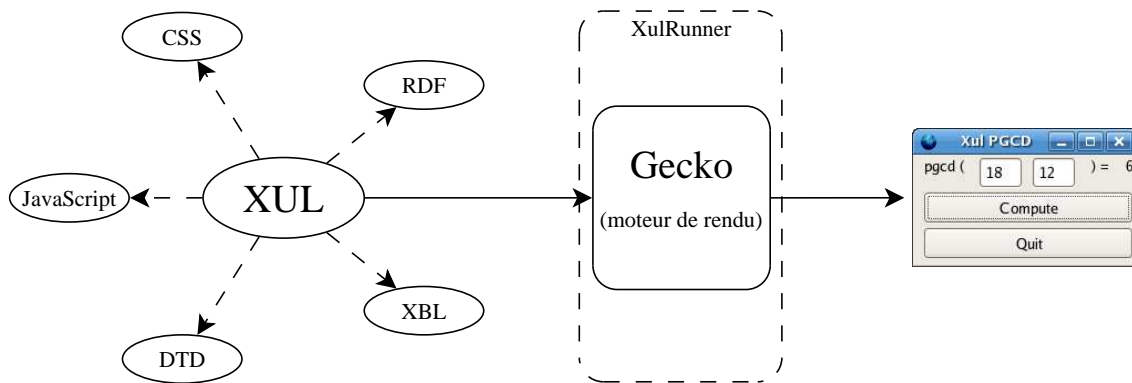 CSS
RDF
JavaScript
XUL
XBL
DTD
XulRunner
Gecko
(moteur de rendu)
Xul PGCD
pgcd ( 18 12 ) = 6
Compute
Quit